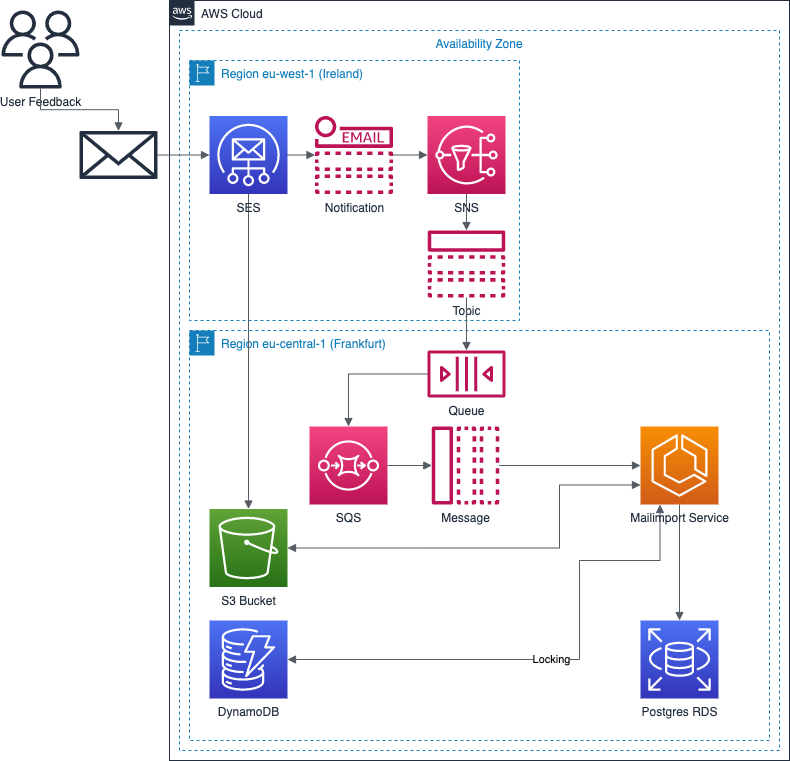 aws
AWS Cloud
Availability Zone
Region eu-west-1 (Ireland)
User Feedback
EMAIL
SES
Notification
SNS
Topic
Region eu-central-1 (Frankfurt)
Queue
SQS
Message
Mailimport Service
S3 Bucket
Locking
DynamoDB
Postgres RDS